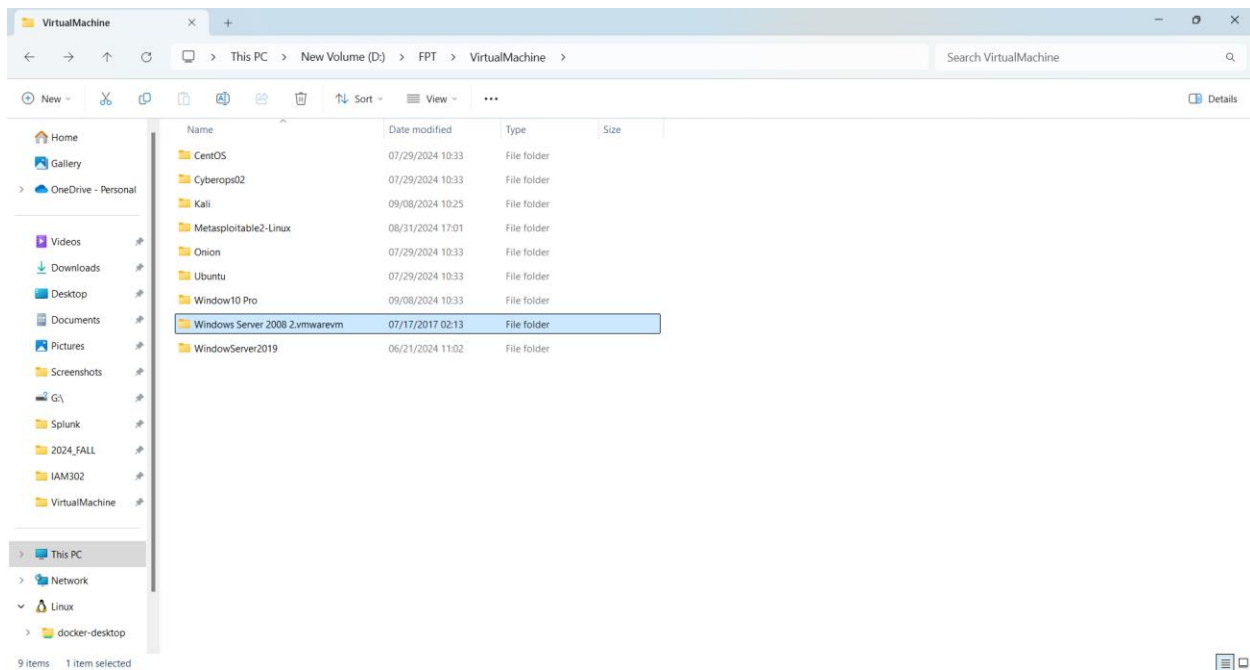 VirtualMachine
This PC > New Volume (D:) > FPT > VirtualMachine >
Search VirtualMachine
New
Sort
View
Details
Home
Gallery
OneDrive - Personal
Videos
Downloads
Desktop
Documents
Pictures
Screenshots
G:\
Splunk
2024_FALL
IAM302
VirtualMachine
This PC
Network
Linux
docker-desktop
Name Date modified Type Size
CentOS 07/29/2024 10:33 File folder
Cyberops02 07/29/2024 10:33 File folder
Kali 09/08/2024 10:25 File folder
Metasploitable2-Linux 08/31/2024 17:01 File folder
Onion 07/29/2024 10:33 File folder
Ubuntu 07/29/2024 10:33 File folder
Window10 Pro 09/08/2024 10:33 File folder
Windows Server 2008 2.vmwarevm 07/17/2017 02:13 File folder
WindowServer2019 06/21/2024 11:02 File folder
9 items 1 item selected